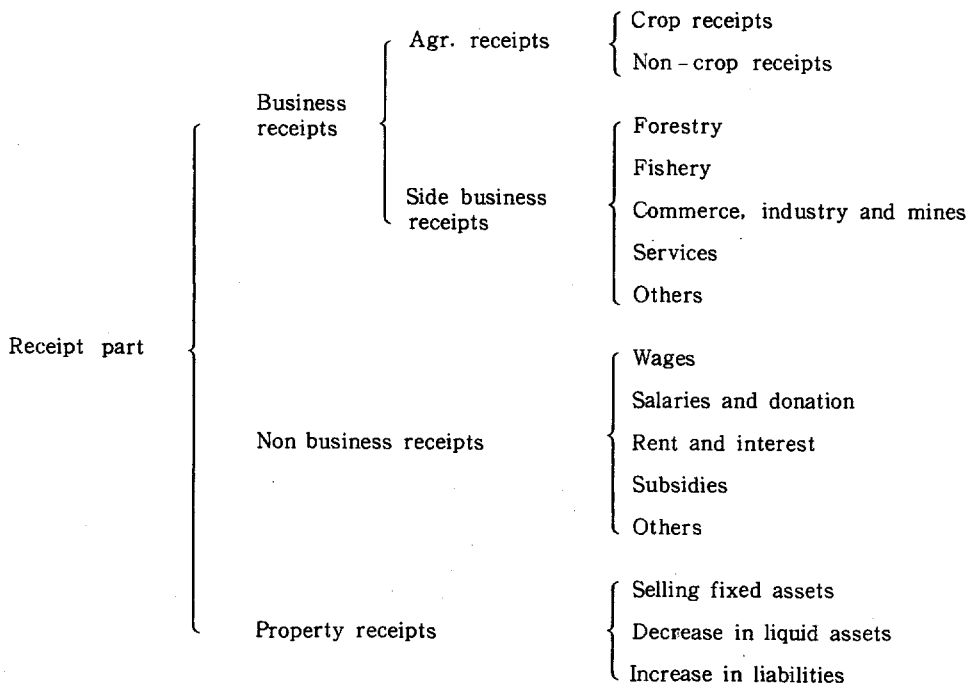 Receipt part
Business
receipts
Agr. receipts
Crop receipts
Non-crop receipts
Side business
receipts
Forestry
Fishery
Commerce, industry and mines
Services
Others
Non business receipts
Wages
Salaries and donation
Rent and interest
Subsidies
Others
Property receipts
Selling fixed assets
Decrease in liquid assets
Increase in liabilities